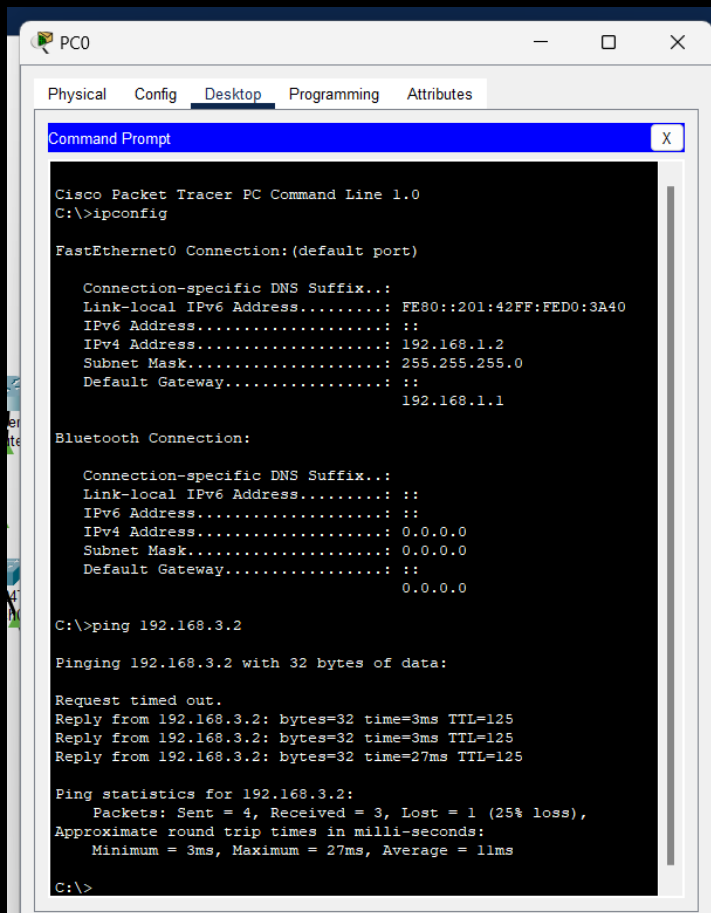 PC0
Physical Config Desktop Programming Attributes
Command Prompt
X
Cisco Packet Tracer PC Command Line 1.0
C:\>ipconfig
FastEthernet0 Connection:(default port)
Connection-specific DNS Suffix..:
Link-local IPv6 Address.........: FE80::201:42FF:FED0:3A40
IPv6 Address....................: ::
IPv4 Address....................: 192.168.1.2
Subnet Mask.....................: 255.255.255.0
Default Gateway.................: ::
192.168.1.1
Bluetooth Connection:
Connection-specific DNS Suffix..:
Link-local IPv6 Address.........: ::
IPv6 Address....................: ::
IPv4 Address....................: 0.0.0.0
Subnet Mask.....................: 0.0.0.0
Default Gateway.................: ::
0.0.0.0
C:\>ping 192.168.3.2
Pinging 192.168.3.2 with 32 bytes of data:
Request timed out.
Reply from 192.168.3.2: bytes=32 time=3ms TTL=125
Reply from 192.168.3.2: bytes=32 time=3ms TTL=125
Reply from 192.168.3.2: bytes=32 time=27ms TTL=125
Ping statistics for 192.168.3.2:
Packets: Sent = 4, Received = 3, Lost = 1 (25% loss),
Approximate round trip times in milli-seconds:
Minimum = 3ms, Maximum = 27ms, Average = 11ms
C:\>